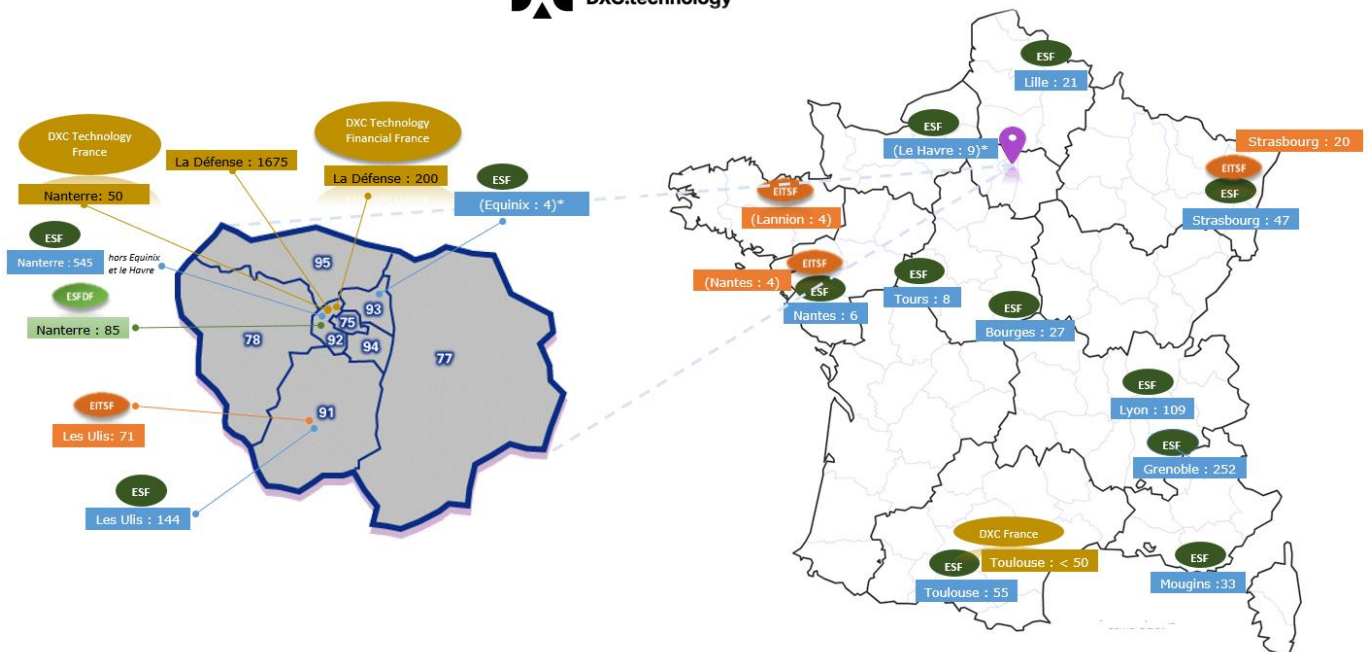 DXC.technology
DXC Technology
France
Nanterre: 50
La Défense : 1675
DXC Technology
Financial France
La Défense : 200
ESF
(Equinix : 4)*
ESF
Nanterre : 545
hors Equinix
et le Havre
ESFDF
Nanterre : 85
EITSF
Les Ulis: 71
ESF
Les Ulis : 144
95
93
75
92
94
78
77
91
ESF
Lille : 21
ESF
(Le Havre : 9)*
Strasbourg : 20
EITSF
ESF
Strasbourg : 47
EITSF
(Lannion : 4)
EITSF
(Nantes : 4)
ESF
Nantes : 6
ESF
Tours : 8
ESF
Bourges : 27
ESF
Lyon : 109
ESF
Grenoble : 252
DXC France
Toulouse : < 50
ESF
Toulouse : 55
ESF
Mougins :33